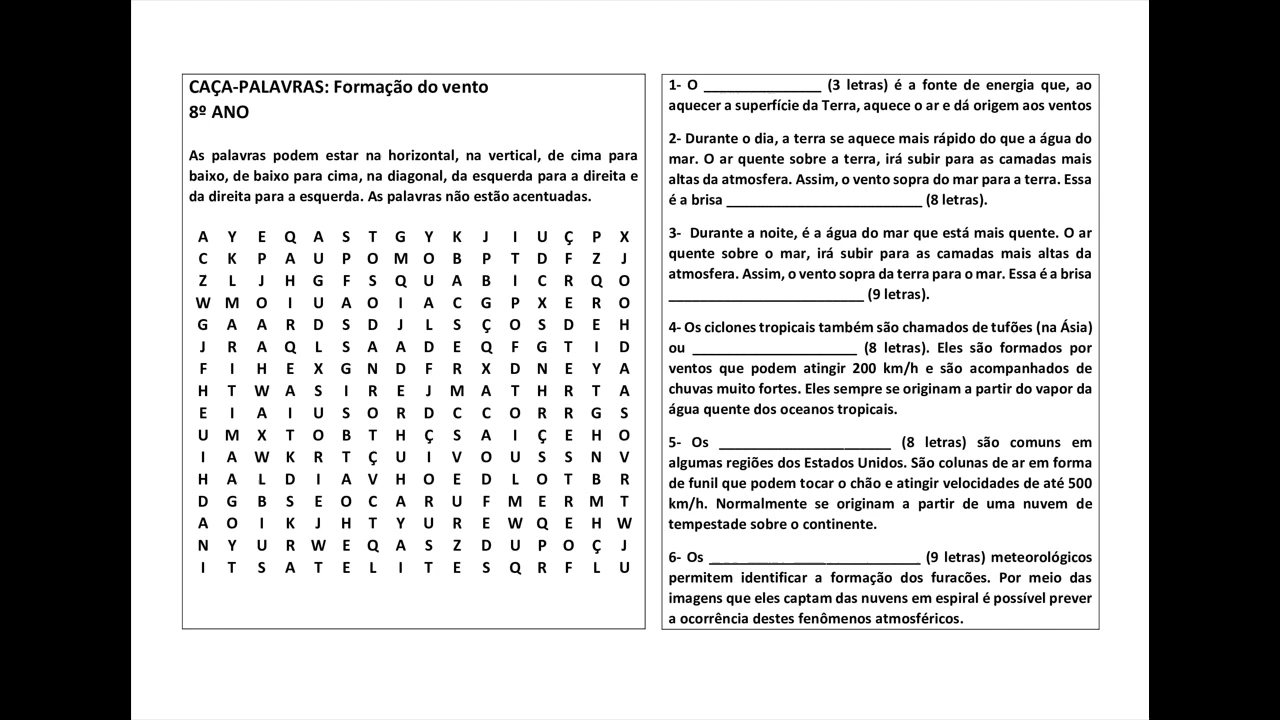 CAÇA-PALAVRAS: Formação do vento
8º ANO
As palavras podem estar na horizontal, na vertical, de cima para
baixo, de baixo para cima, na diagonal, da esquerda para a direita e
da direita para a esquerda. As palavras não estão acentuadas.
A Y E Q A S T G Y K J I U Ç P X
C K P A U P O M O B P T D F Z J
Z L J H G F S Q U A B I C R Q O
W M O I U A O I A C G P X E R O
G A A R D S D J L S Ç O S D E H
J R A Q L S A A D E Q F G T I D
F I H E X G N D F R X D N E Y A
H T W A S I R E J M A T H R T A
E I A I U S O R D C C O R R G S
U M X T O B T H Ç S A I Ç E H O
I A W K R T Ç U I V O U S S N V
H A L D I A V H O E D L O T B R
D G B S E O C A R U F M E R M T
A O I K J H T Y U R E W Q E H W
N Y U R W E Q A S Z D U P O Ç J
I T S A T E L I T E S Q R F L U
1- O _______________ (3 letras) é a fonte de energia que, ao
aquecer a superfície da Terra, aquece o ar e dá origem aos ventos
2- Durante o dia, a terra se aquece mais rápido do que a água do
mar. O ar quente sobre a terra, irá subir para as camadas mais
altas da atmosfera. Assim, o vento sopra do mar para a terra. Essa
é a brisa _________________________ (8 letras).
3- Durante a noite, é a água do mar que está mais quente. O ar
quente sobre o mar, irá subir para as camadas mais altas da
atmosfera. Assim, o vento sopra da terra para o mar. Essa é a brisa
_________________________ (9 letras).
4- Os ciclones tropicais também são chamados de tufões (na Ásia)
ou _____________________ (8 letras). Eles são formados por
ventos que podem atingir 200 km/h e são acompanhados de
chuvas muito fortes. Eles sempre se originam a partir do vapor da
água quente dos oceanos tropicais.
5- Os ______________________ (8 letras) são comuns em
algumas regiões dos Estados Unidos. São colunas de ar em forma
de funil que podem tocar o chão e atingir velocidades de até 500
km/h. Normalmente se originam a partir de uma nuvem de
tempestade sobre o continente.
6- Os ___________________________ (9 letras) meteorológicos
permitem identificar a formação dos furacões. Por meio das
imagens que eles captam das nuvens em espiral é possível prever
a ocorrência destes fenômenos atmosféricos.